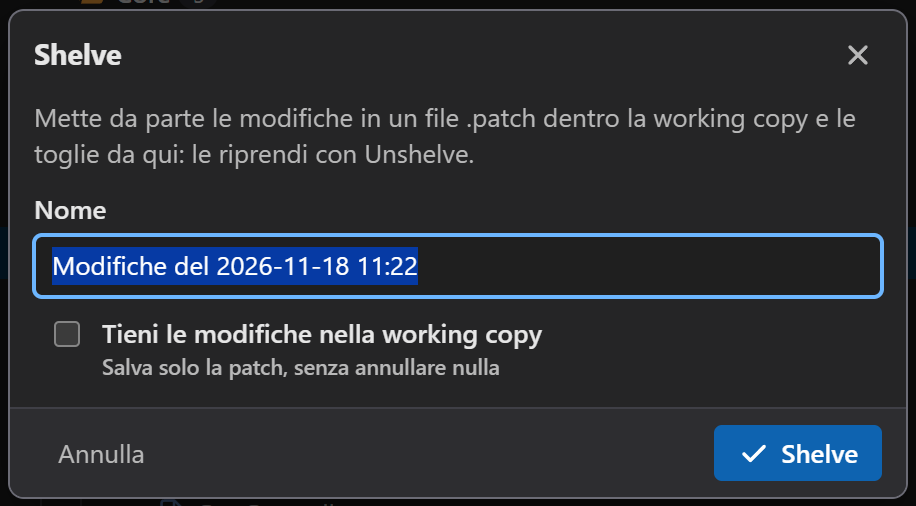 Shelve
Mette da parte le modifiche in un file .patch dentro la working copy e le
toglie da qui: le riprendi con Unshelve.
Nome
Modifiche del 2026-11-18 11:22
Tieni le modifiche nella working copy
Salva solo la patch, senza annullare nulla
Annulla
Shelve